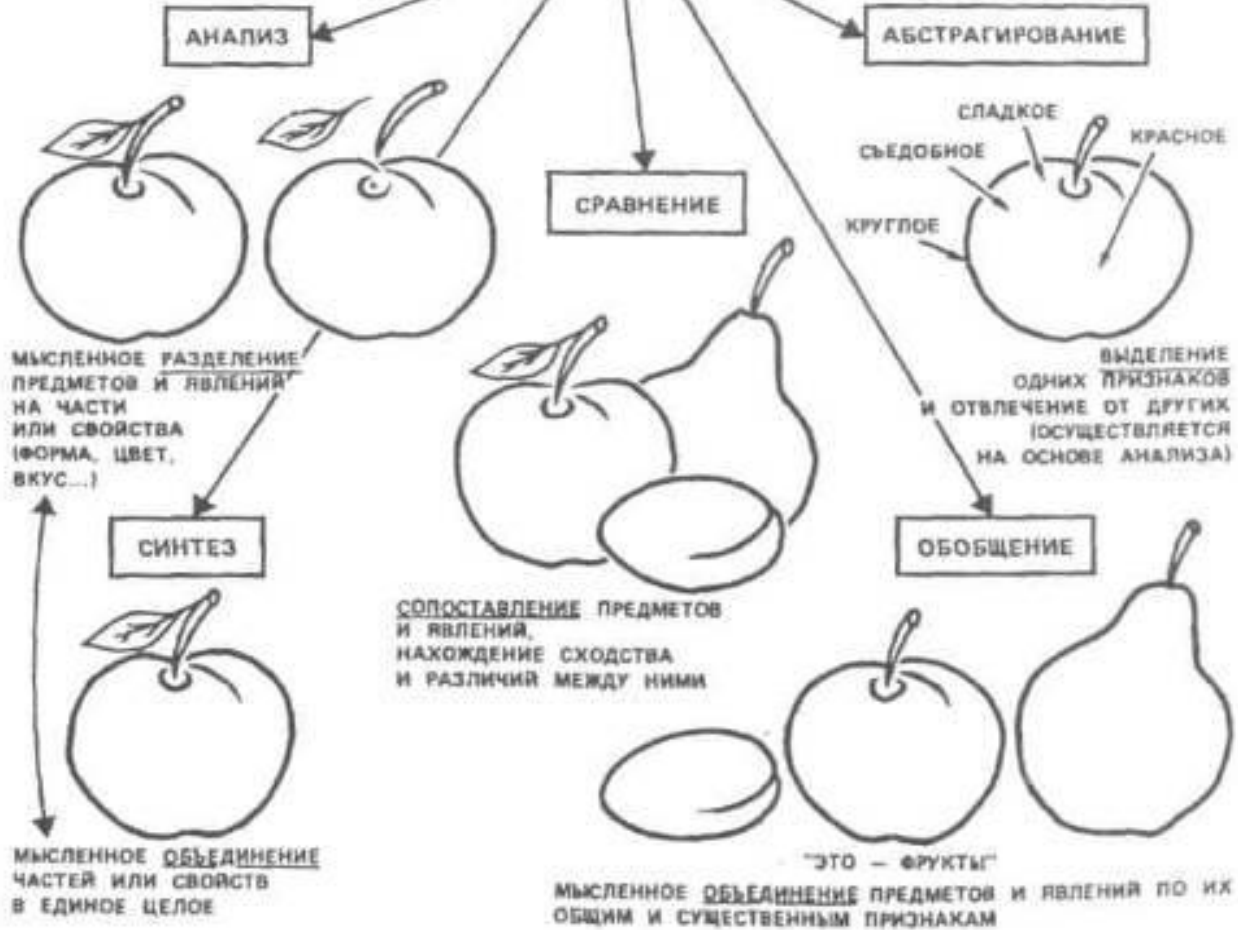 АНАЛИЗ
АБСТРАГИРОВАНИЕ
СЛАДКОЕ
КРАСНОЕ
СЪЕДОБНОЕ
КРУГЛОЕ
СРАВНЕНИЕ
МЫСЛЕННОЕ РАЗДЕЛЕНИЕ
ПРЕДМЕТОВ И ЯВЛЕНИЙ
НА ЧАСТИ
ИЛИ СВОЙСТВА
(ФОРМА, ЦВЕТ,
ВКУС...)
ВЫДЕЛЕНИЕ
ОДНИХ ПРИЗНАКОВ
И ОТВЛЕЧЕНИЕ ОТ ДРУГИХ
(ОСУЩЕСТВЛЯЕТСЯ
НА ОСНОВЕ АНАЛИЗА)
СИНТЕЗ
ОБОБЩЕНИЕ
СОПОСТАВЛЕНИЕ ПРЕДМЕТОВ
И ЯВЛЕНИЙ,
НАХОЖДЕНИЕ СХОДСТВА
И РАЗЛИЧИЙ МЕЖДУ НИМИ
МЫСЛЕННОЕ ОБЪЕДИНЕНИЕ
ЧАСТЕЙ ИЛИ СВОЙСТВ
В ЕДИНОЕ ЦЕЛОЕ
"ЭТО – ФРУКТЫ"
МЫСЛЕННОЕ ОБЪЕДИНЕНИЕ ПРЕДМЕТОВ И ЯВЛЕНИЙ ПО ИХ
ОБЩИМ И СУЩЕСТВЕННЫМ ПРИЗНАКАМ